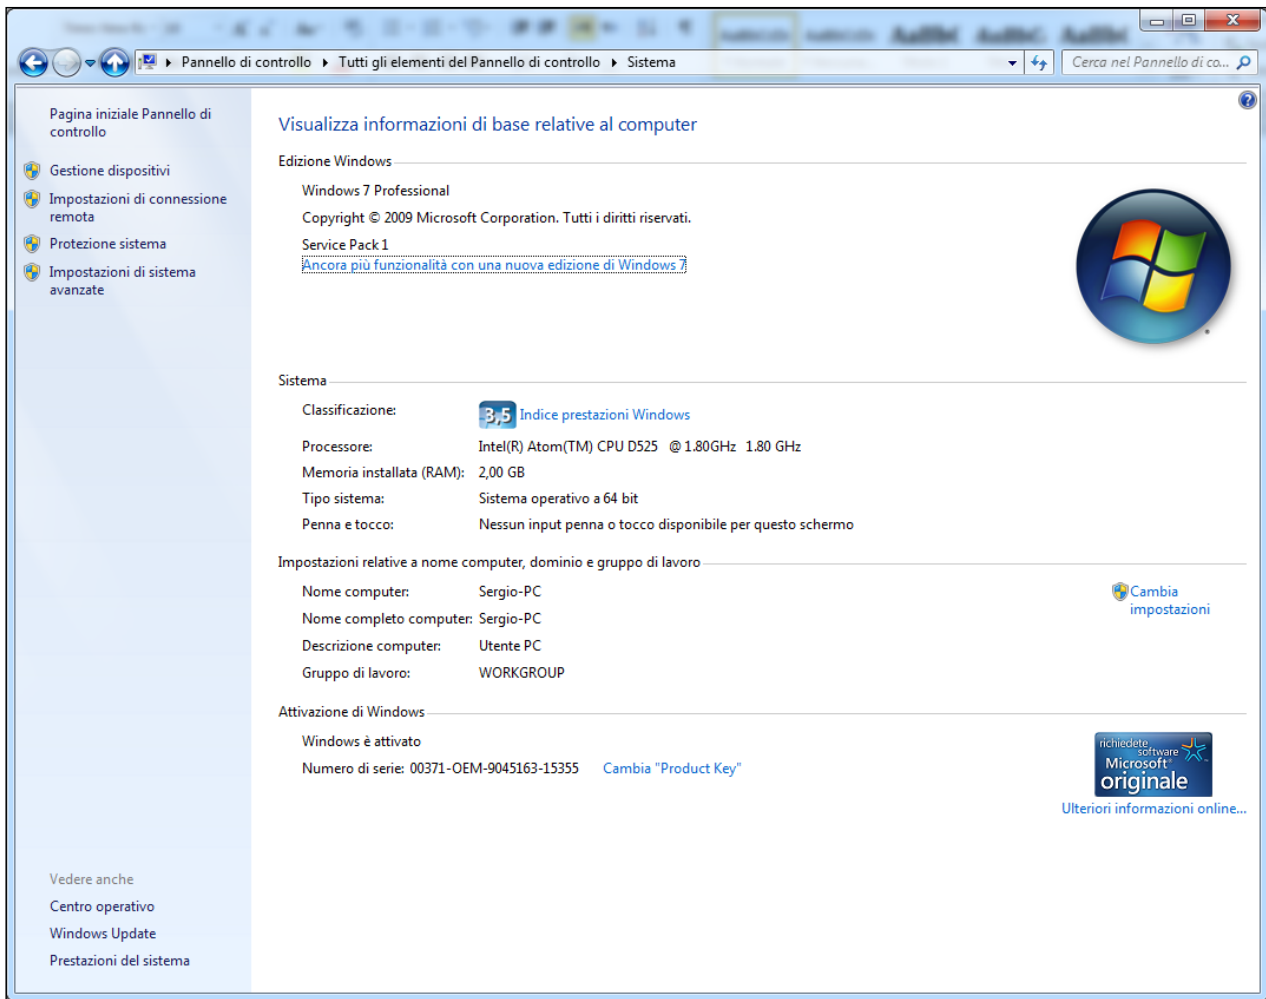 Pannello di controllo ▸ Tutti gli elementi del Pannello di controllo ▸ Sistema
Cerca nel Pannello di co...
Pagina iniziale Pannello di
controllo
Gestione dispositivi
Impostazioni di connessione
remota
Protezione sistema
Impostazioni di sistema
avanzate
Visualizza informazioni di base relative al computer
Edizione Windows
Windows 7 Professional
Copyright © 2009 Microsoft Corporation. Tutti i diritti riservati.
Service Pack 1
Ancora più funzionalità con una nuova edizione di Windows 7
Sistema
Classificazione: 3,5 Indice prestazioni Windows
Processore: Intel(R) Atom(TM) CPU D525 @ 1.80GHz 1.80 GHz
Memoria installata (RAM): 2,00 GB
Tipo sistema: Sistema operativo a 64 bit
Penna e tocco: Nessun input penna o tocco disponibile per questo schermo
Impostazioni relative a nome computer, dominio e gruppo di lavoro
Nome computer: Sergio-PC
Cambia
impostazioni
Nome completo computer: Sergio-PC
Descrizione computer: Utente PC
Gruppo di lavoro: WORKGROUP
Attivazione di Windows
Windows è attivato
Numero di serie: 00371-OEM-9045163-15355 Cambia "Product Key"
richiedete
software
Microsoft®
originale
Ulteriori informazioni online...
Vedere anche
Centro operativo
Windows Update
Prestazioni del sistema